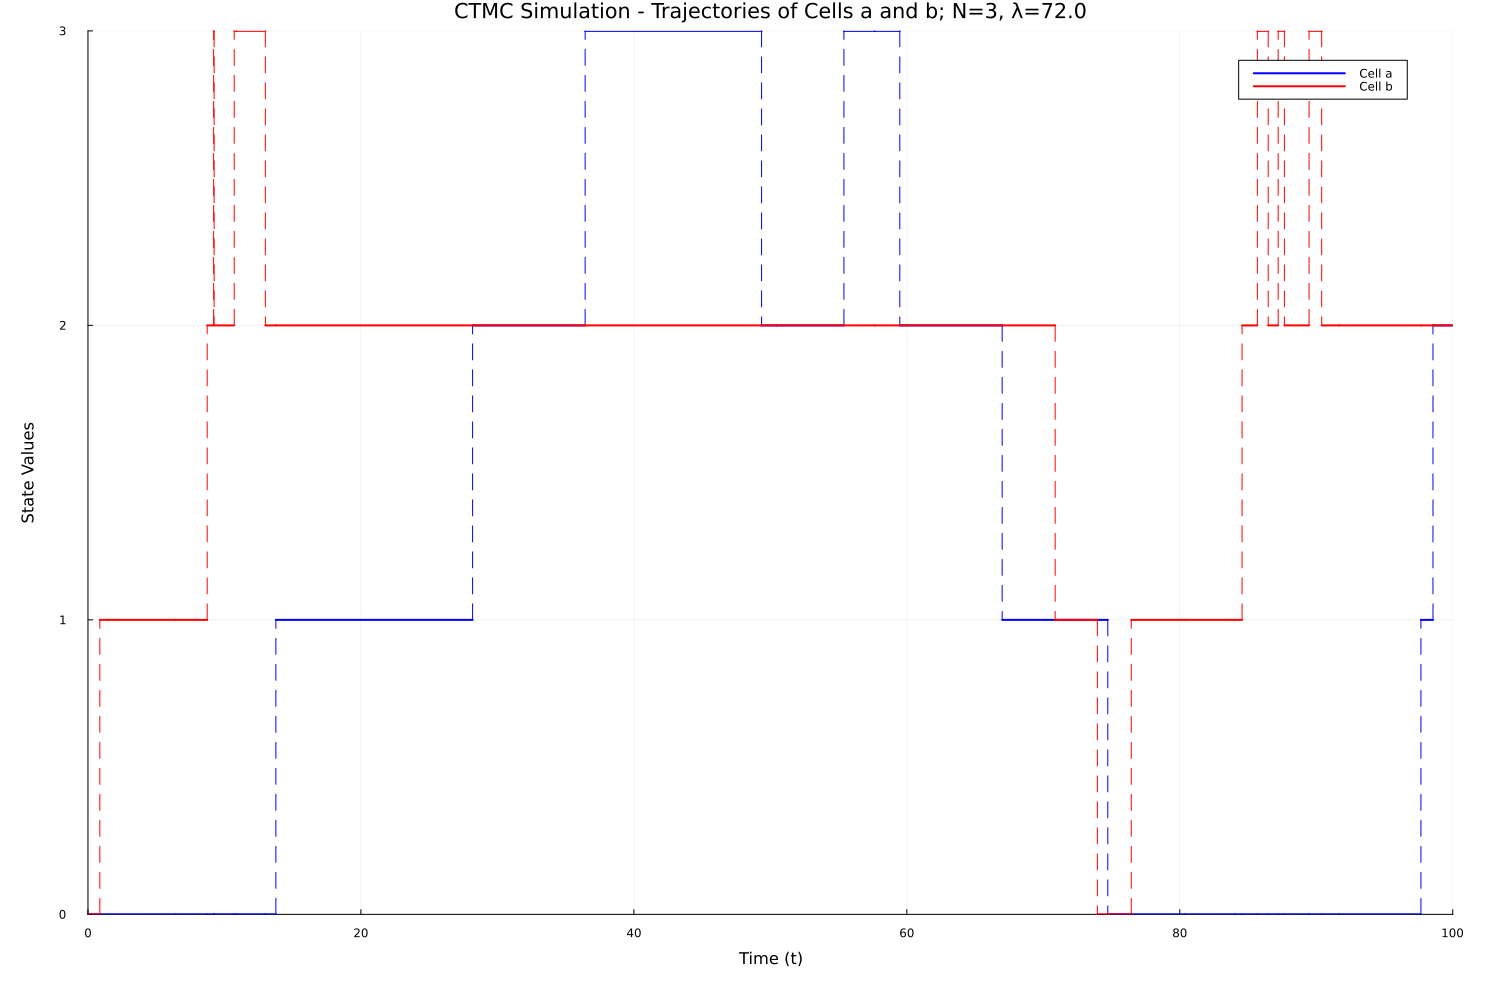 CTMC Simulation - Trajectories of Cells a and b; N=3, λ=72.0
3
Cell a
Cell b
2
State Values
1
0
0 20 40 60 80 100
Time (t)